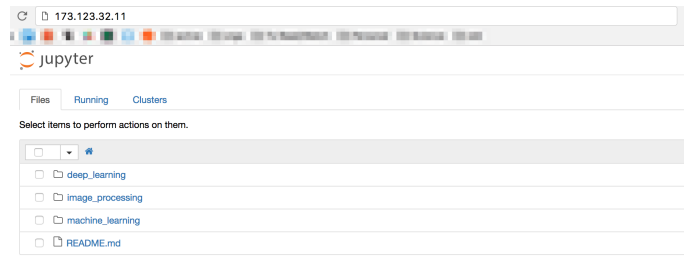 173.123.32.11
jupyter
Files Running Clusters
Select items to perform actions on them.
deep_learning
image_processing
machine_learning
README.md